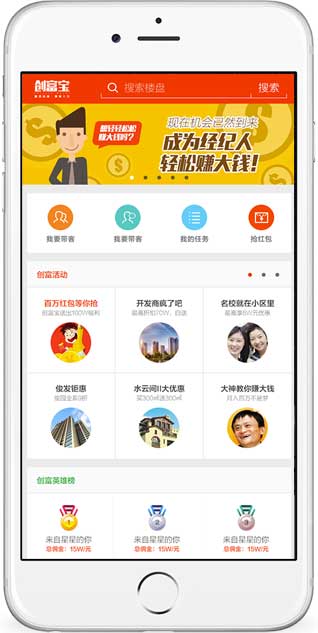 创富宝
搜索楼盘
搜索
想轻轻松松
赚大钱吗?
现在机会已然到来
成为经纪人
轻松赚大钱!
我要带客
我要带客
我的任务
抢红包
创富活动
百万红包等你抢
创富宝送出100W福利
开发商疯了吧
最高折扣70W，白送
名校就在小区里
最高享8W元优惠
俊发钜惠
校园全系9折
水云间II大优惠
买300㎡送300㎡
大神教你赚大钱
月入百万不是梦
创富英雄榜
来自星星的你
总佣金：15W/元
来自星星的你
总佣金：15W/元
来自星星的你
总佣金：15W/元